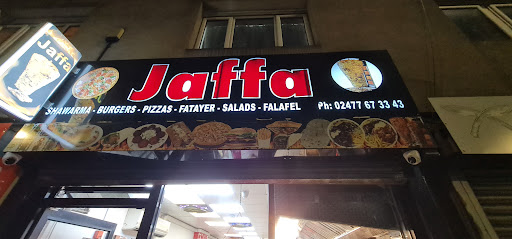 Jaffa
Jaffa
SHAWARMA - BURGERS - PIZZAS - FATAYER - SALADS - FALAFEL
Ph: 02477 67 33 43